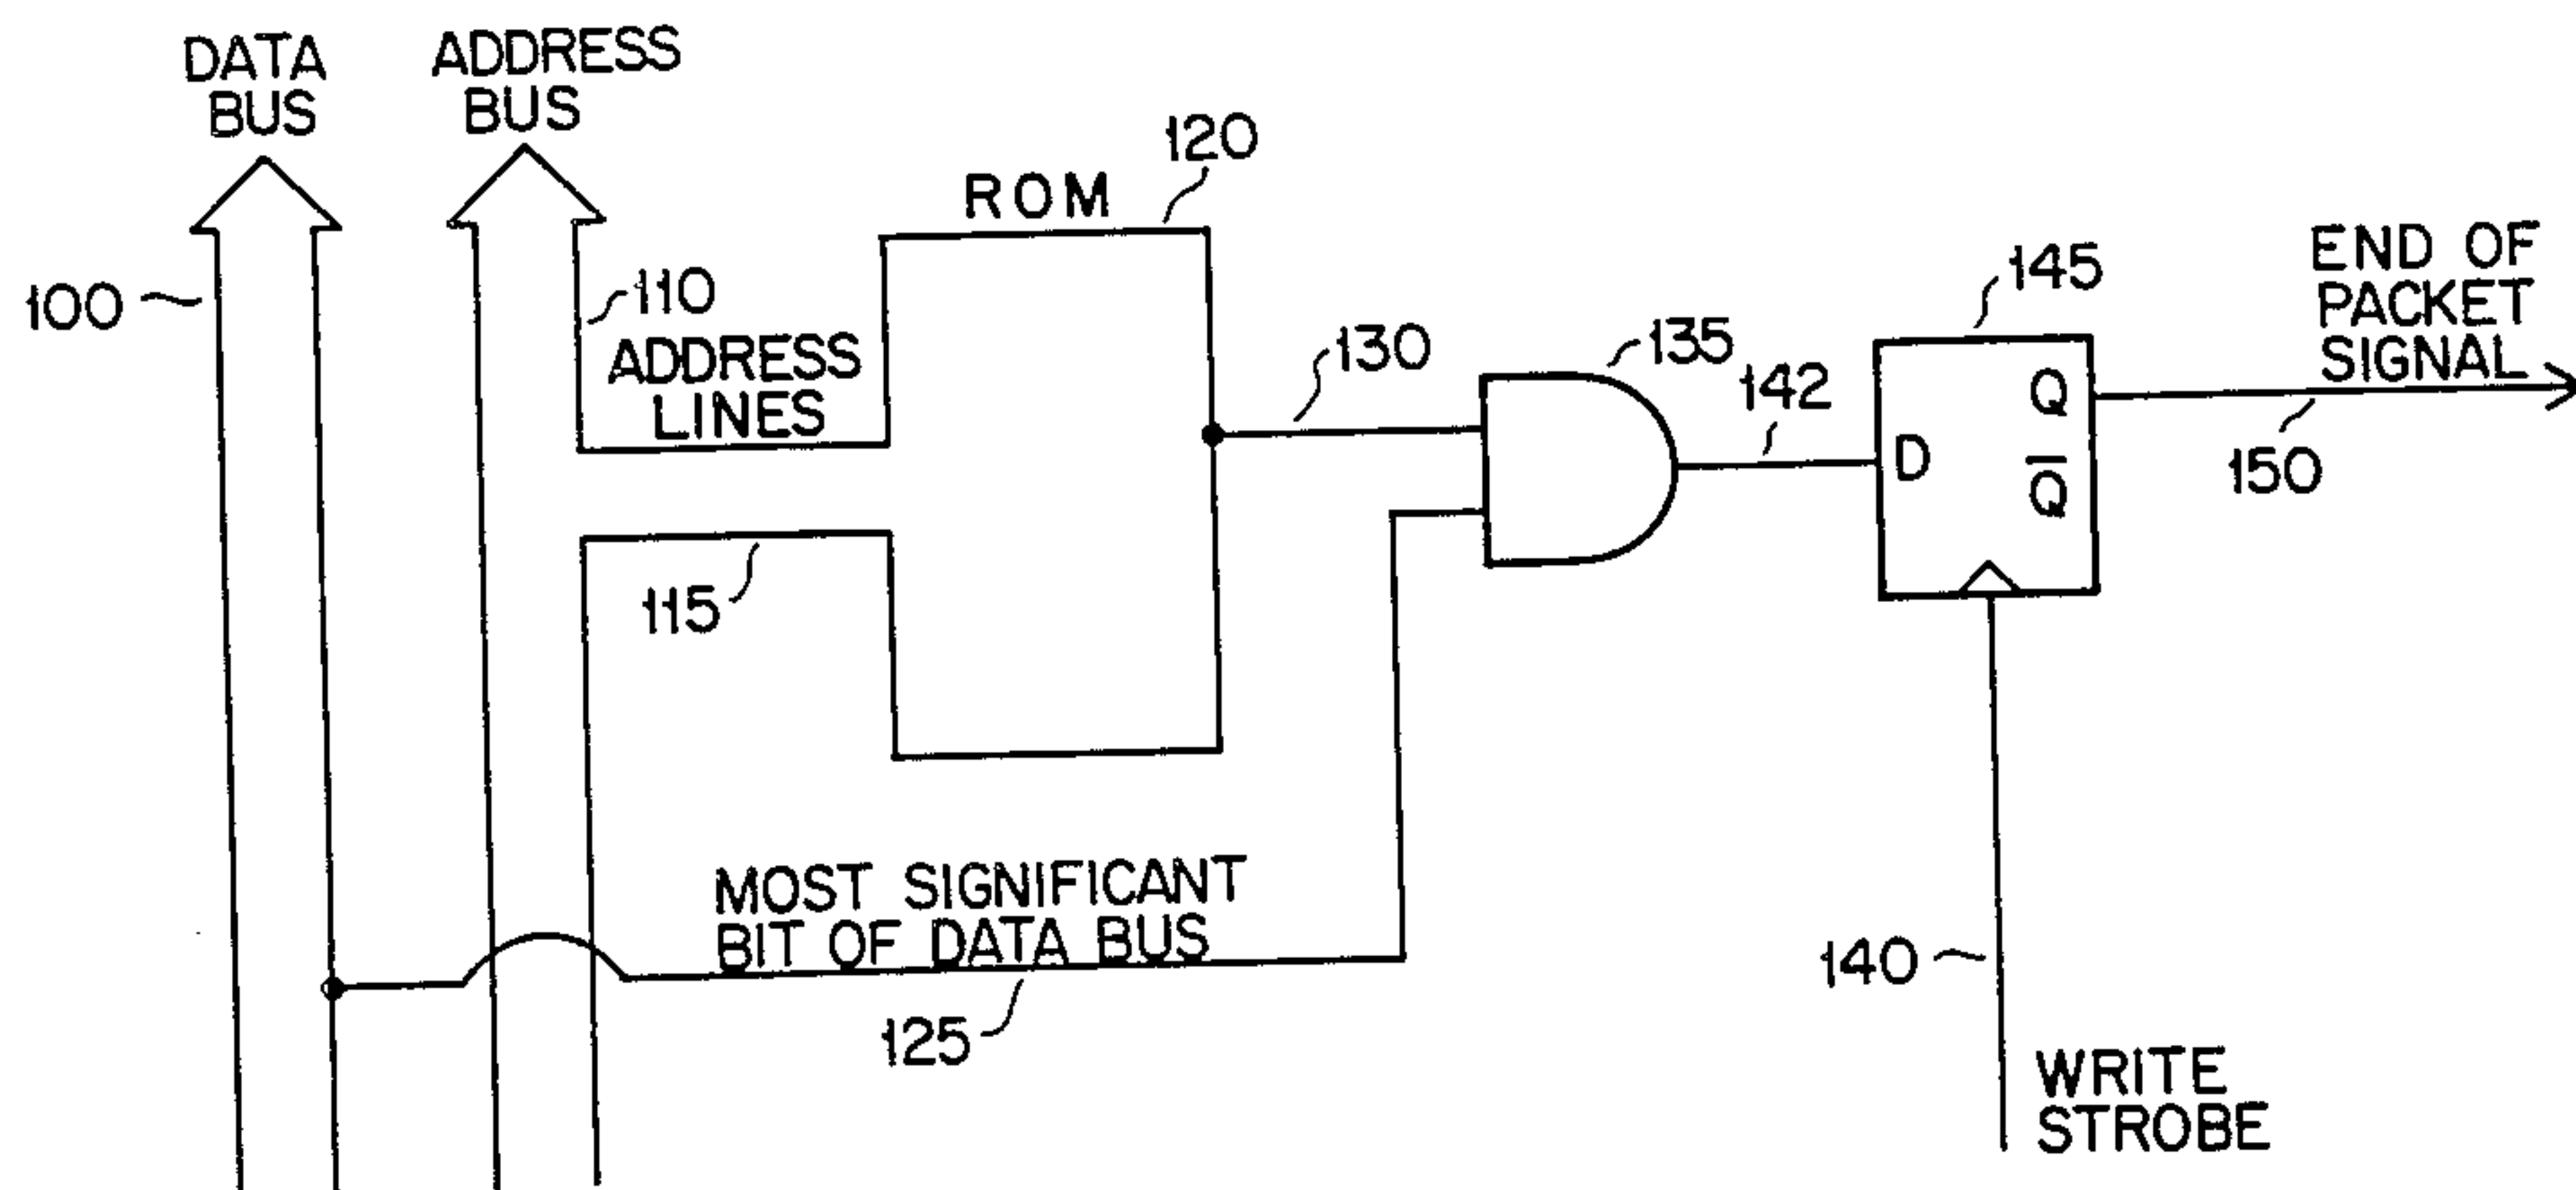 DATA
BUS
ADDRESS
BUS
120
ROM
100
110
ADDRESS
LINES
115
130
135
142
145
END OF
PACKET
SIGNAL
D
Q
Q̅
150
MOST SIGNIFICANT
BIT OF DATA BUS
125
140
WRITE
STROBE